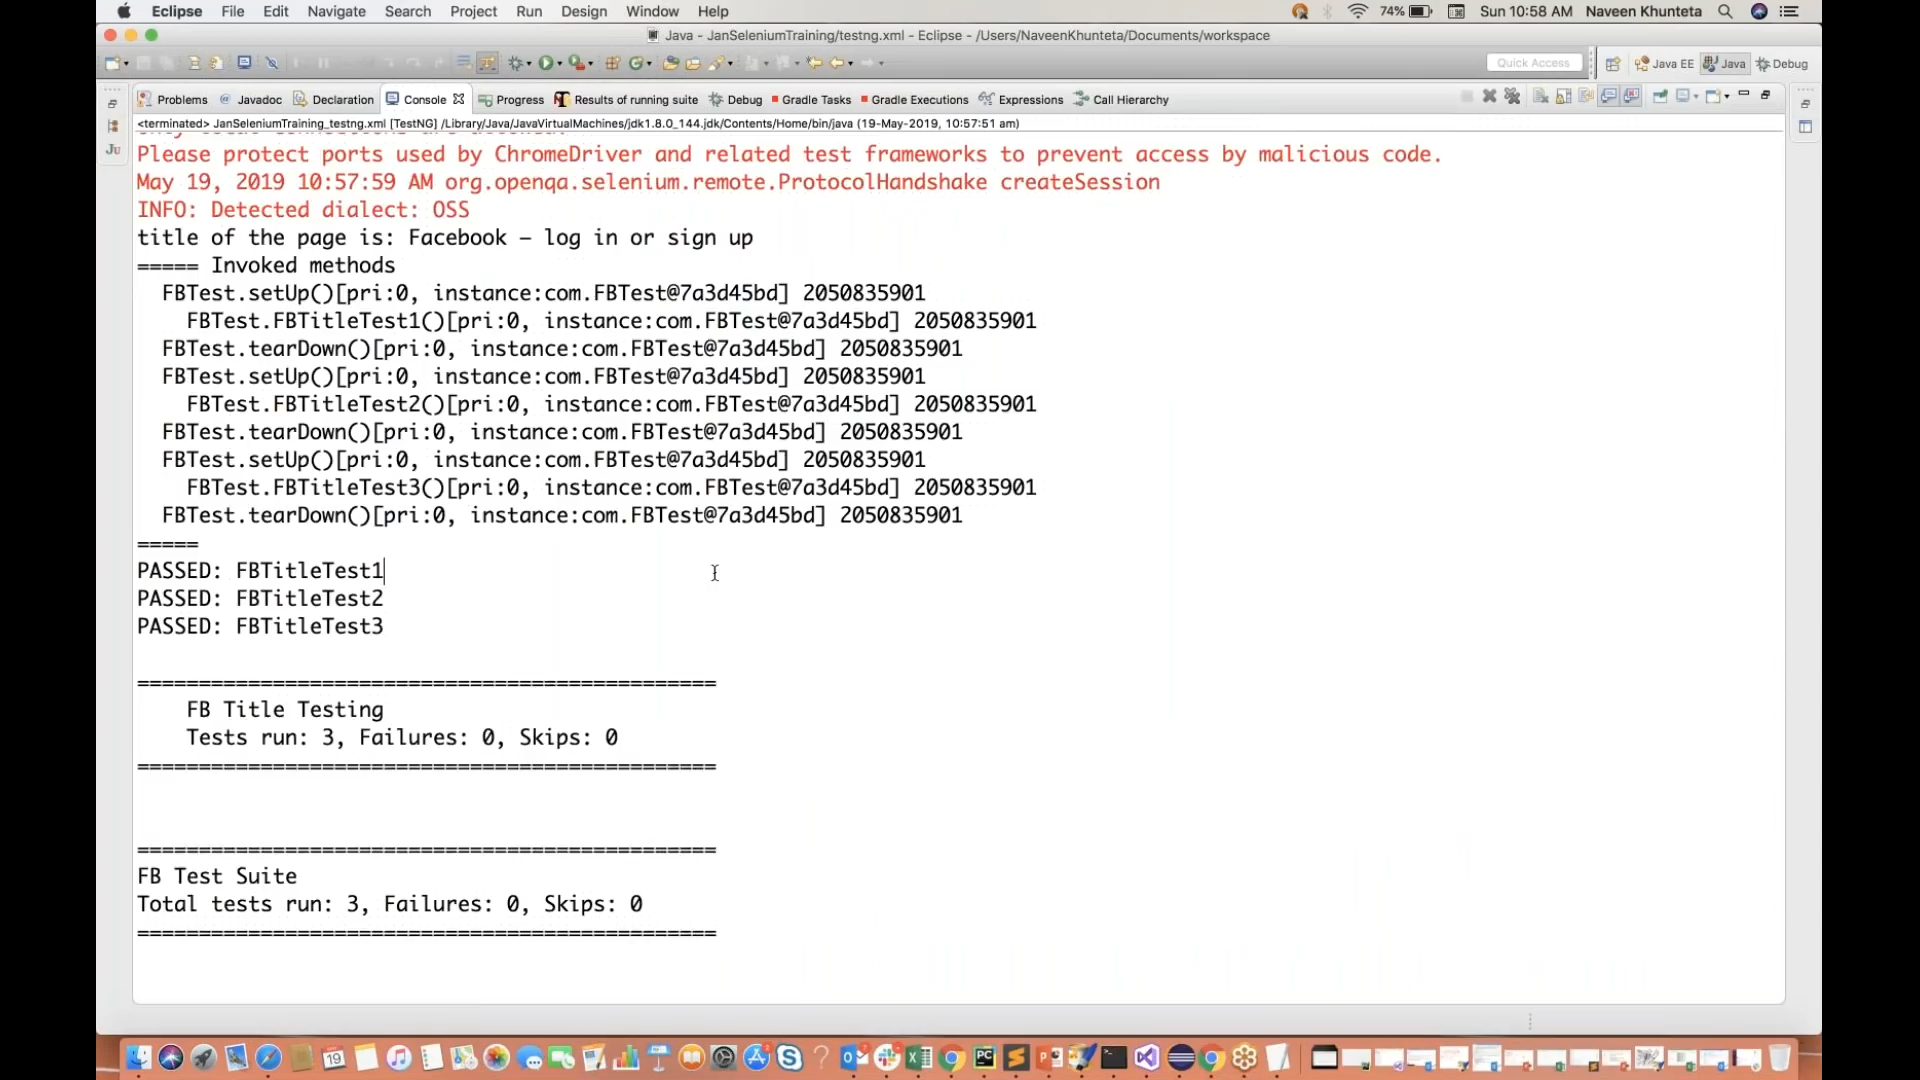 Eclipse File Edit Navigate Search Project Run Design Window Help 74% Sun 10:58 AM Naveen Khunteta
Java - JanSeleniumTraining/testng.xml - Eclipse - /Users/NaveenKhunteta/Documents/workspace
Quick Access Java EE Java Debug
Problems @ Javadoc Declaration Console Progress Results of running suite Debug Gradle Tasks Gradle Executions Expressions Call Hierarchy
<terminated> JanSeleniumTraining_testng.xml [TestNG] /Library/Java/JavaVirtualMachines/jdk1.8.0_144.jdk/Contents/Home/bin/java (19-May-2019, 10:57:51 am)
Ju
Please protect ports used by ChromeDriver and related test frameworks to prevent access by malicious code.
May 19, 2019 10:57:59 AM org.openqa.selenium.remote.ProtocolHandshake createSession
INFO: Detected dialect: OSS
title of the page is: Facebook – log in or sign up
===== Invoked methods
FBTest.setUp()[pri:0, instance:com.FBTest@7a3d45bd] 2050835901
FBTest.FBTitleTest1()[pri:0, instance:com.FBTest@7a3d45bd] 2050835901
FBTest.tearDown()[pri:0, instance:com.FBTest@7a3d45bd] 2050835901
FBTest.setUp()[pri:0, instance:com.FBTest@7a3d45bd] 2050835901
FBTest.FBTitleTest2()[pri:0, instance:com.FBTest@7a3d45bd] 2050835901
FBTest.tearDown()[pri:0, instance:com.FBTest@7a3d45bd] 2050835901
FBTest.setUp()[pri:0, instance:com.FBTest@7a3d45bd] 2050835901
FBTest.FBTitleTest3()[pri:0, instance:com.FBTest@7a3d45bd] 2050835901
FBTest.tearDown()[pri:0, instance:com.FBTest@7a3d45bd] 2050835901
=====
PASSED: FBTitleTest1
PASSED: FBTitleTest2
PASSED: FBTitleTest3
===============================================
FB Title Testing
Tests run: 3, Failures: 0, Skips: 0
===============================================
===============================================
FB Test Suite
Total tests run: 3, Failures: 0, Skips: 0
===============================================
19 PC